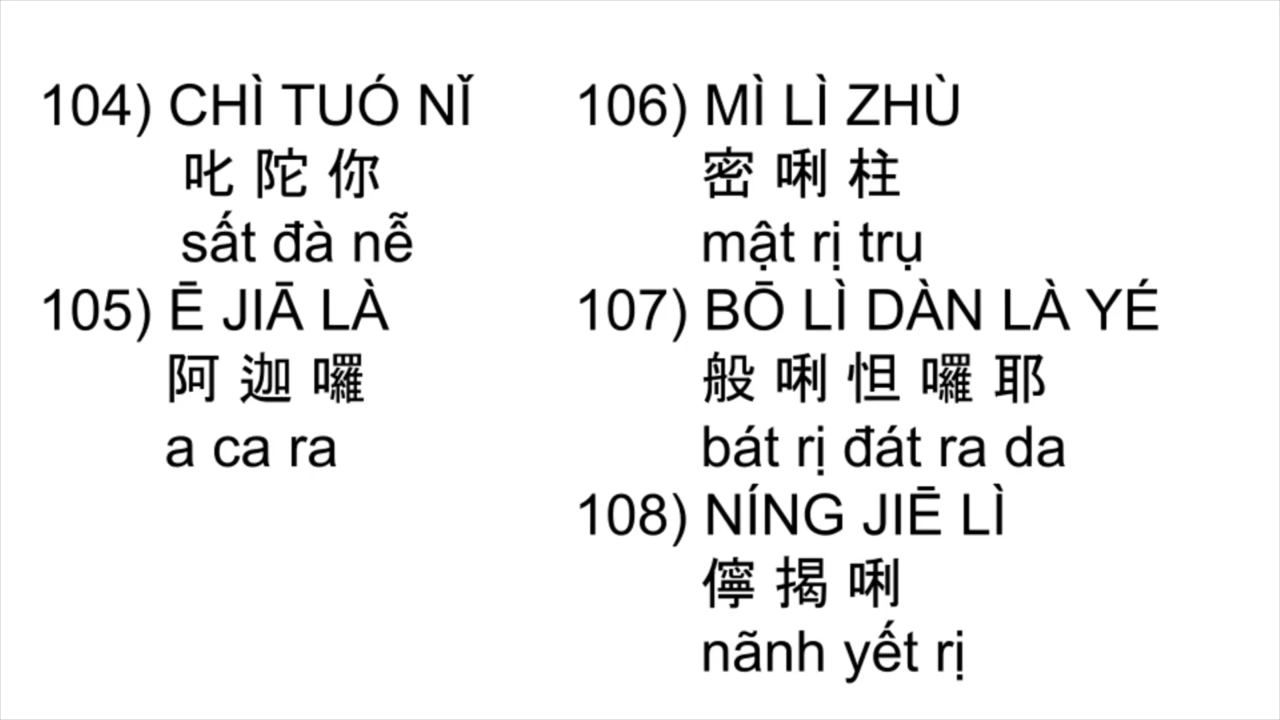 104) CHÌ TUÓ NǏ
叱 陀 你
sất đà nễ
105) Ē JIĀ LÀ
阿 迦 囉
a ca ra
106) MÌ LÌ ZHÙ
密 唎 柱
mật rị trụ
107) BŌ LÌ DÀN LÀ YÉ
般 唎 怛 囉 耶
bát rị đát ra da
108) NÍNG JIĒ LÌ
儜 揭 唎
nãnh yết rị